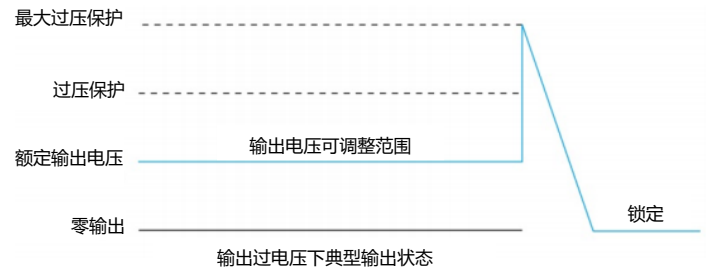 最大过压保护
过压保护
额定输出电压
输出电压可调整范围
零输出
锁定
输出过电压下典型输出状态